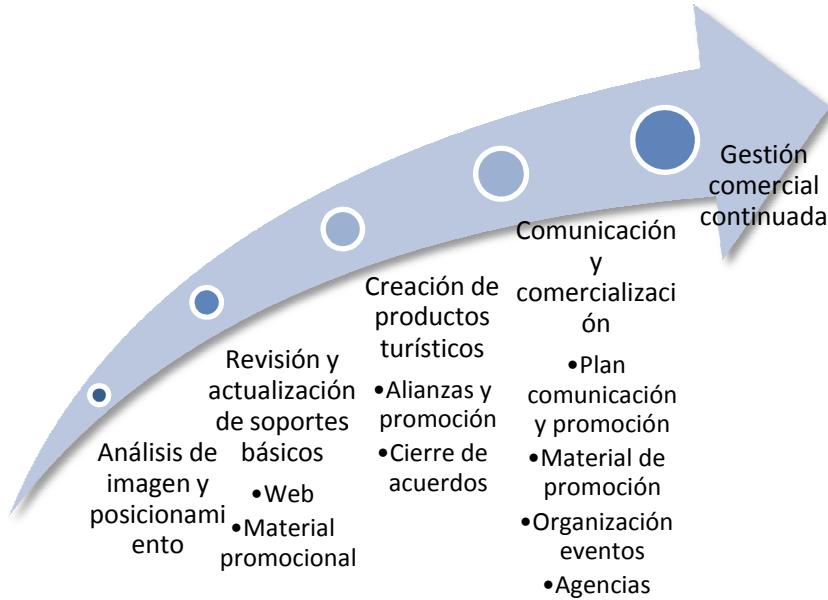 Análisis de
imagen y
posicionami
ento
Revisión y
actualización
de soportes
básicos
•Web
•Material
promocional
Creación de
productos
turísticos
•Alianzas y
promoción
•Cierre de
acuerdos
Comunicación
y
comercializaci
ón
•Plan
comunicación
y promoción
•Material de
promoción
•Organización
eventos
•Agencias
Gestión
comercial
continuada